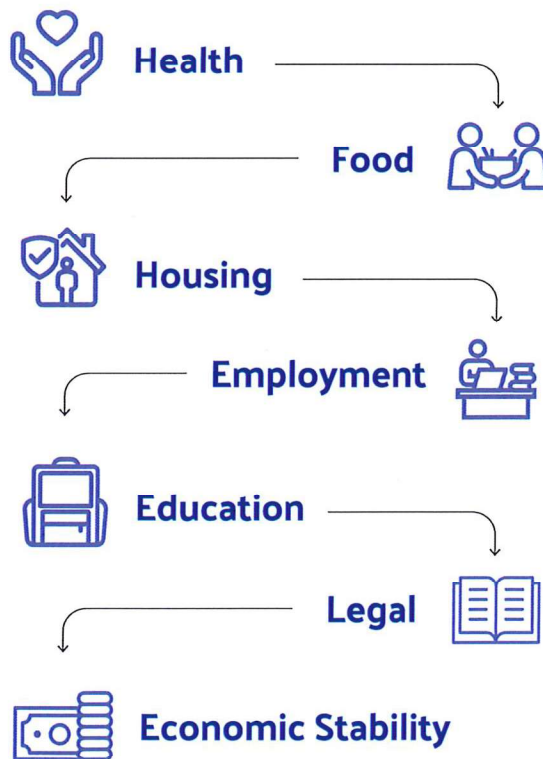 Health
Food
Housing
Employment
Education
Legal
Economic Stability